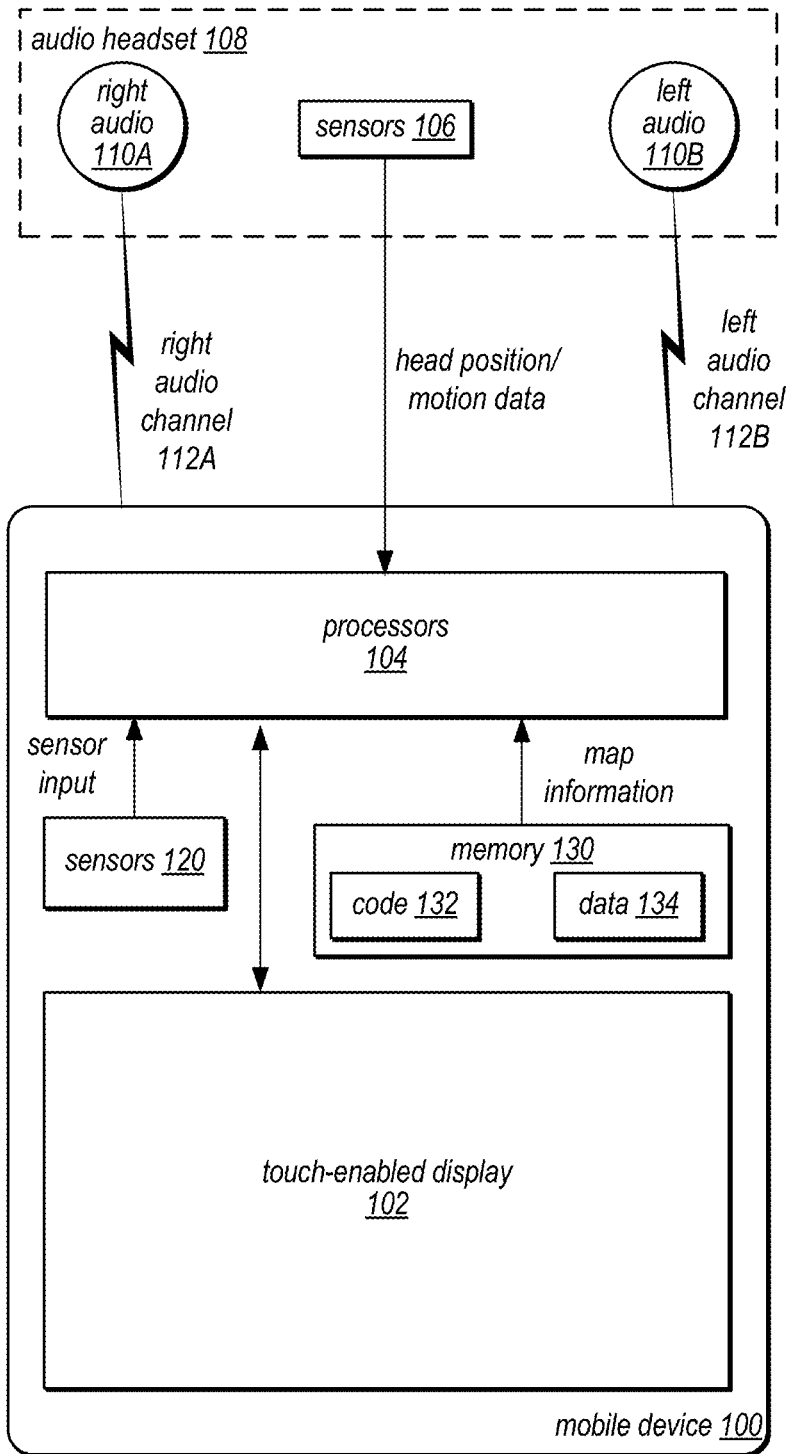 audio headset 108
right
audio
110A
sensors 106
left
audio
110B
right
audio
channel
112A
head position/
motion data
left
audio
channel
112B
processors
104
sensor
input
map
information
sensors 120
memory 130
code 132
data 134
touch-enabled display
102
mobile device 100